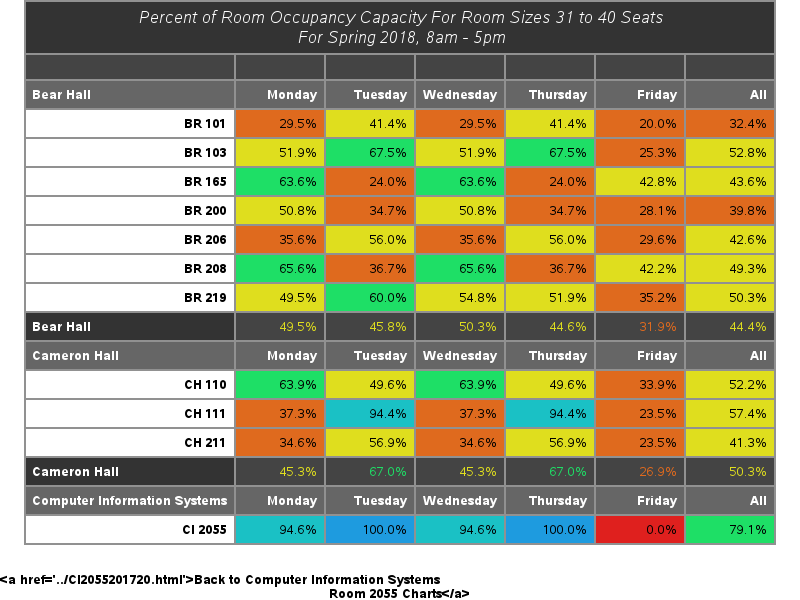 Percent of Room Occupancy Capacity For Room Sizes 31 to 40 Seats
For Spring 2018, 8am - 5pm
Bear Hall Monday Tuesday Wednesday Thursday Friday All
BR 101 29.5% 41.4% 29.5% 41.4% 20.0% 32.4%
BR 103 51.9% 67.5% 51.9% 67.5% 25.3% 52.8%
BR 165 63.6% 24.0% 63.6% 24.0% 42.8% 43.6%
BR 200 50.8% 34.7% 50.8% 34.7% 28.1% 39.8%
BR 206 35.6% 56.0% 35.6% 56.0% 29.6% 42.6%
BR 208 65.6% 36.7% 65.6% 36.7% 42.2% 49.3%
BR 219 49.5% 60.0% 54.8% 51.9% 35.2% 50.3%
Bear Hall 49.5% 45.8% 50.3% 44.6% 31.9% 44.4%
Cameron Hall Monday Tuesday Wednesday Thursday Friday All
CH 110 63.9% 49.6% 63.9% 49.6% 33.9% 52.2%
CH 111 37.3% 94.4% 37.3% 94.4% 23.5% 57.4%
CH 211 34.6% 56.9% 34.6% 56.9% 23.5% 41.3%
Cameron Hall 45.3% 67.0% 45.3% 67.0% 26.9% 50.3%
Computer Information Systems Monday Tuesday Wednesday Thursday Friday All
CI 2055 94.6% 100.0% 94.6% 100.0% 0.0% 79.1%
<a href='../CI2055201720.html'>Back to Computer Information Systems
Room 2055 Charts</a>